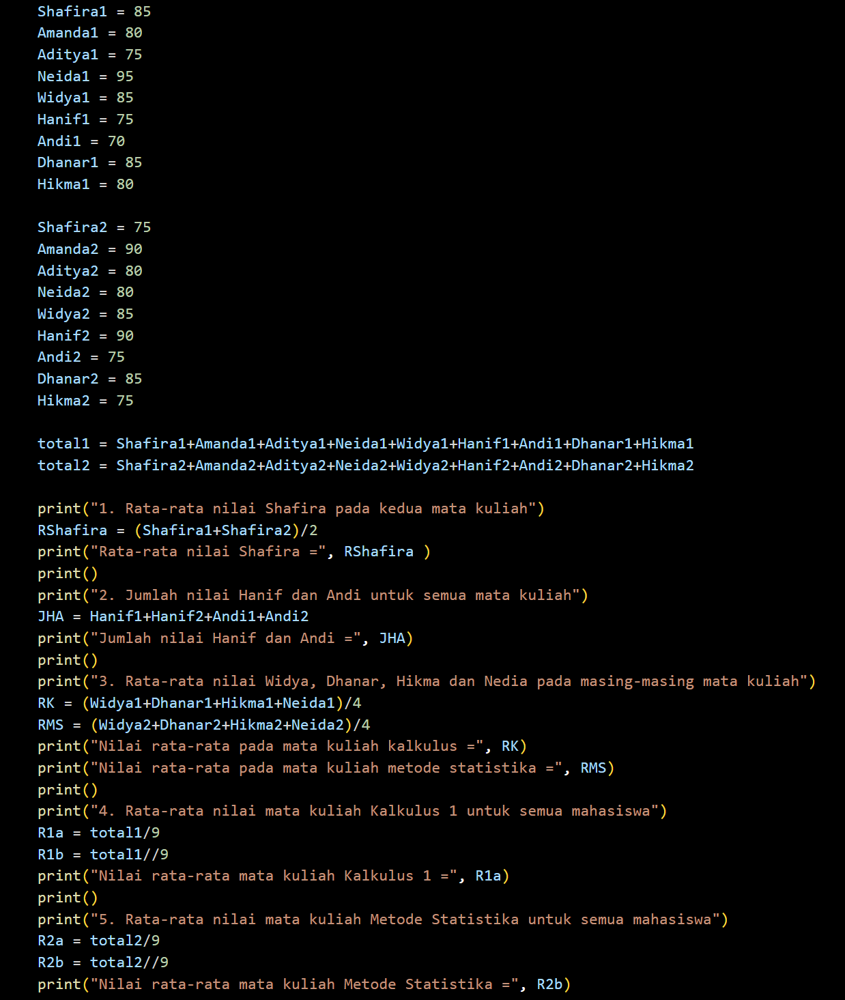 Shafira1 = 85
Amanda1 = 80
Aditya1 = 75
Neida1 = 95
Widya1 = 85
Hanif1 = 75
Andi1 = 70
Dhanar1 = 85
Hikma1 = 80

Shafira2 = 75
Amanda2 = 90
Aditya2 = 80
Neida2 = 80
Widya2 = 85
Hanif2 = 90
Andi2 = 75
Dhanar2 = 85
Hikma2 = 75

total1 = Shafira1+Amanda1+Aditya1+Neida1+Widya1+Hanif1+Andi1+Dhanar1+Hikma1
total2 = Shafira2+Amanda2+Aditya2+Neida2+Widya2+Hanif2+Andi2+Dhanar2+Hikma2

print("1. Rata-rata nilai Shafira pada kedua mata kuliah")
RShafira = (Shafira1+Shafira2)/2
print("Rata-rata nilai Shafira =", RShafira )
print()
print("2. Jumlah nilai Hanif dan Andi untuk semua mata kuliah")
JHA = Hanif1+Hanif2+Andi1+Andi2
print("Jumlah nilai Hanif dan Andi =", JHA)
print()
print("3. Rata-rata nilai Widya, Dhanar, Hikma dan Nedia pada masing-masing mata kuliah")
RK = (Widya1+Dhanar1+Hikma1+Neida1)/4
RMS = (Widya2+Dhanar2+Hikma2+Neida2)/4
print("Nilai rata-rata pada mata kuliah kalkulus =", RK)
print("Nilai rata-rata pada mata kuliah metode statistika =", RMS)
print()
print("4. Rata-rata nilai mata kuliah Kalkulus 1 untuk semua mahasiswa")
R1a = total1/9
R1b = total1//9
print("Nilai rata-rata mata kuliah Kalkulus 1 =", R1a)
print()
print("5. Rata-rata nilai mata kuliah Metode Statistika untuk semua mahasiswa")
R2a = total2/9
R2b = total2//9
print("Nilai rata-rata mata kuliah Metode Statistika =", R2b)